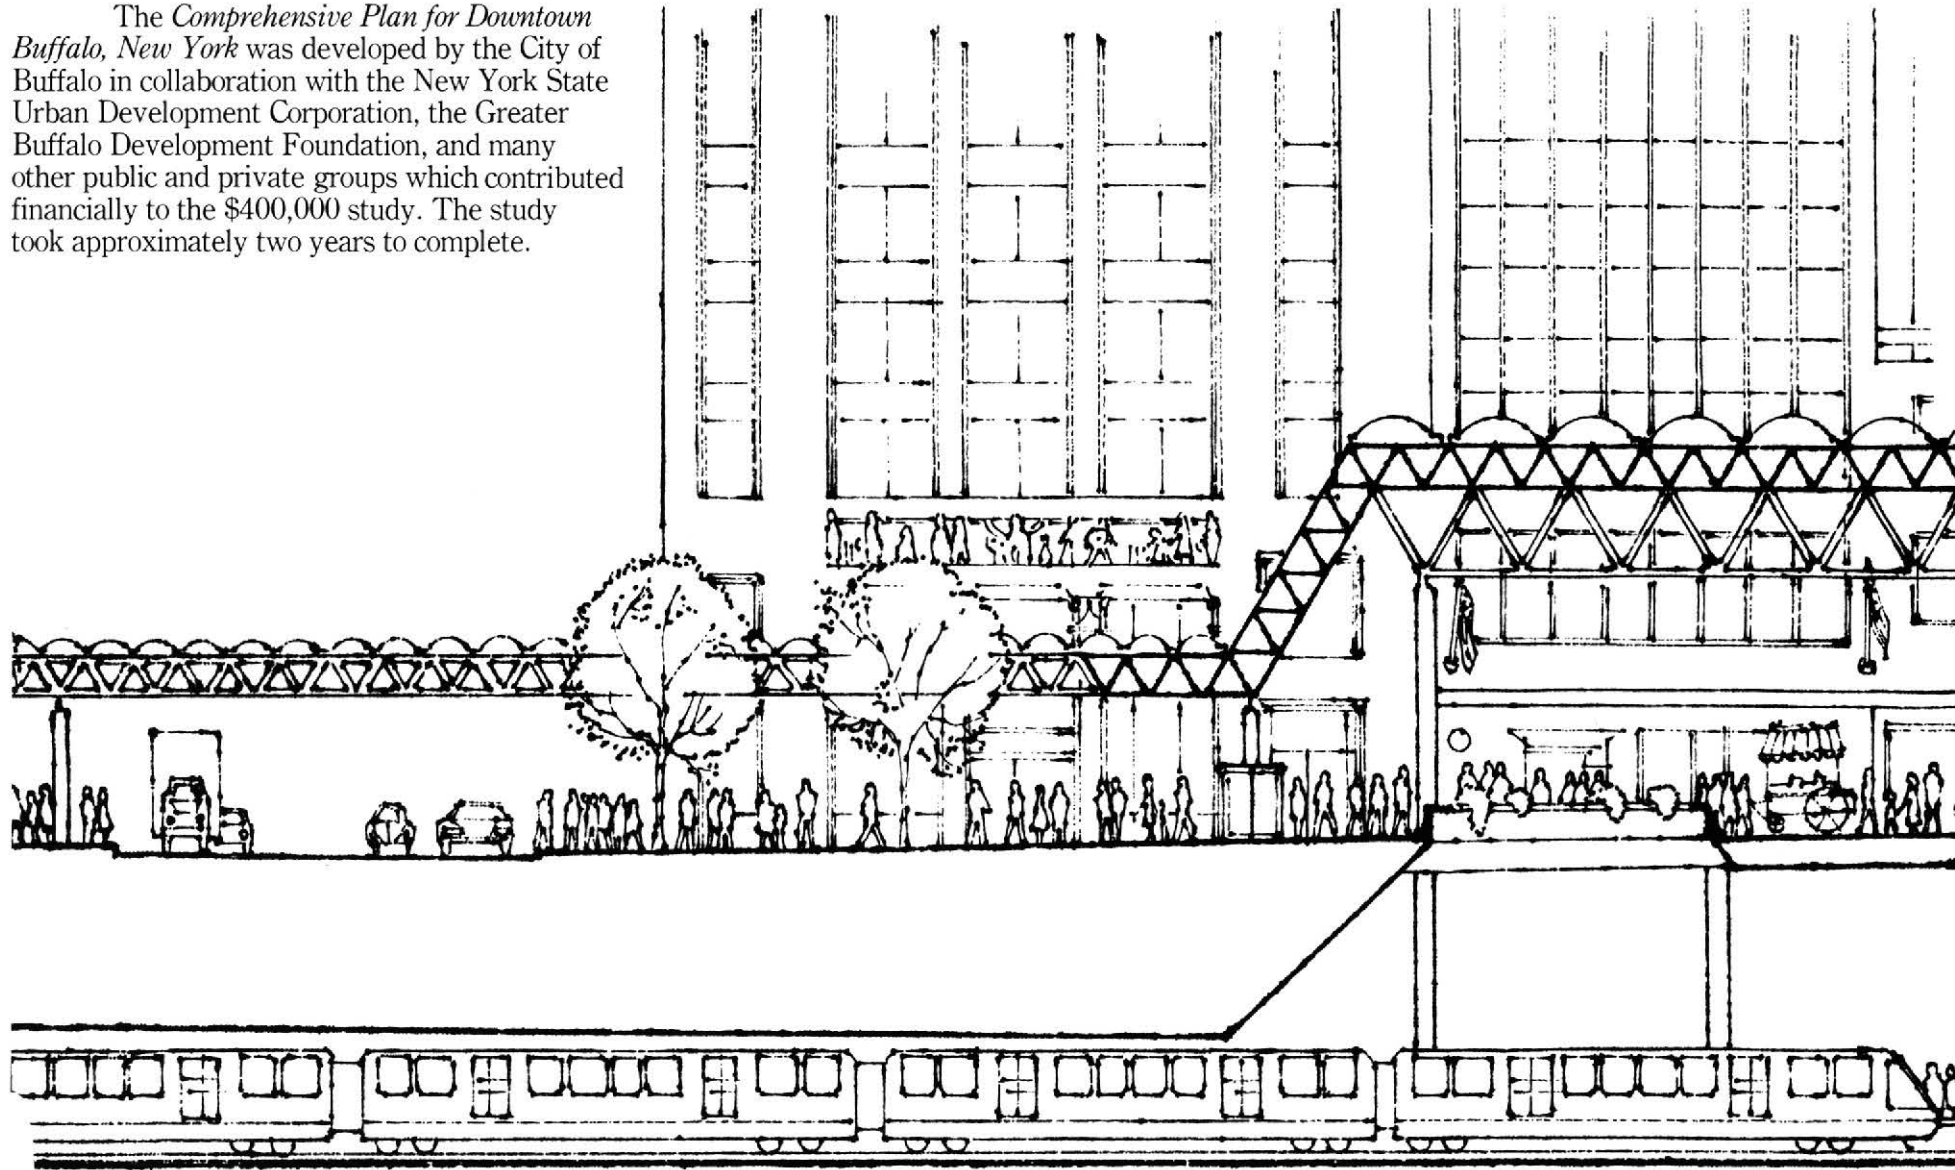 The Comprehensive Plan for Downtown
Buffalo, New York was developed by the City of
Buffalo in collaboration with the New York State
Urban Development Corporation, the Greater
Buffalo Development Foundation, and many
other public and private groups which contributed
financially to the $400,000 study. The study
took approximately two years to complete.